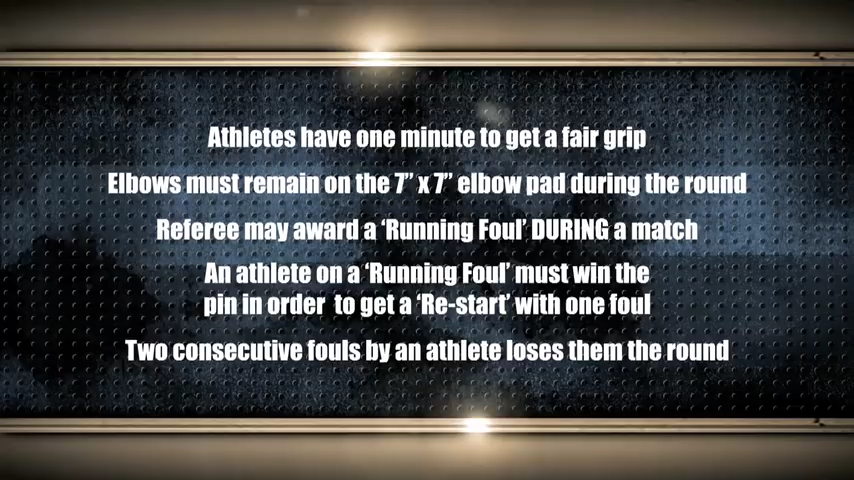 Athletes have one minute to get a fair grip
Elbows must remain on the 7” x 7” elbow pad during the round
Referee may award a ‘Running Foul’ DURING a match
An athlete on a ‘Running Foul’ must win the
pin in order to get a ‘Re-start’ with one foul
Two consecutive fouls by an athlete loses them the round